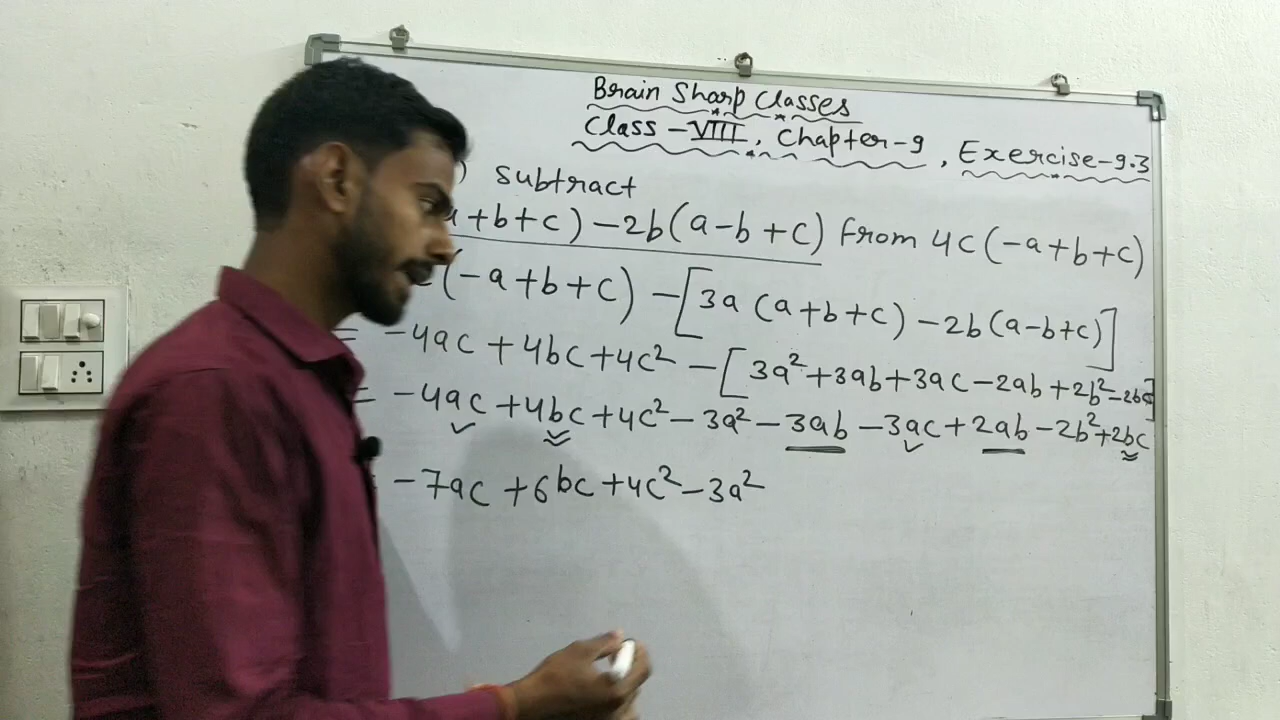 Brain Sharp Classes
Class - VIII, Chapter-9, Exercise-9.3
) subtract
a+b+c) - 2b(a-b+c) from 4c(-a+b+c)
(-a+b+c) - [3a(a+b+c) - 2b(a-b+c)]
= -4ac + 4bc + 4c² - [3a² + 3ab + 3ac - 2ab + 2b² - 2bc]
= -4ac + 4bc + 4c² - 3a² - 3ab - 3ac + 2ab - 2b² + 2bc
= -7ac + 6bc + 4c² - 3a²